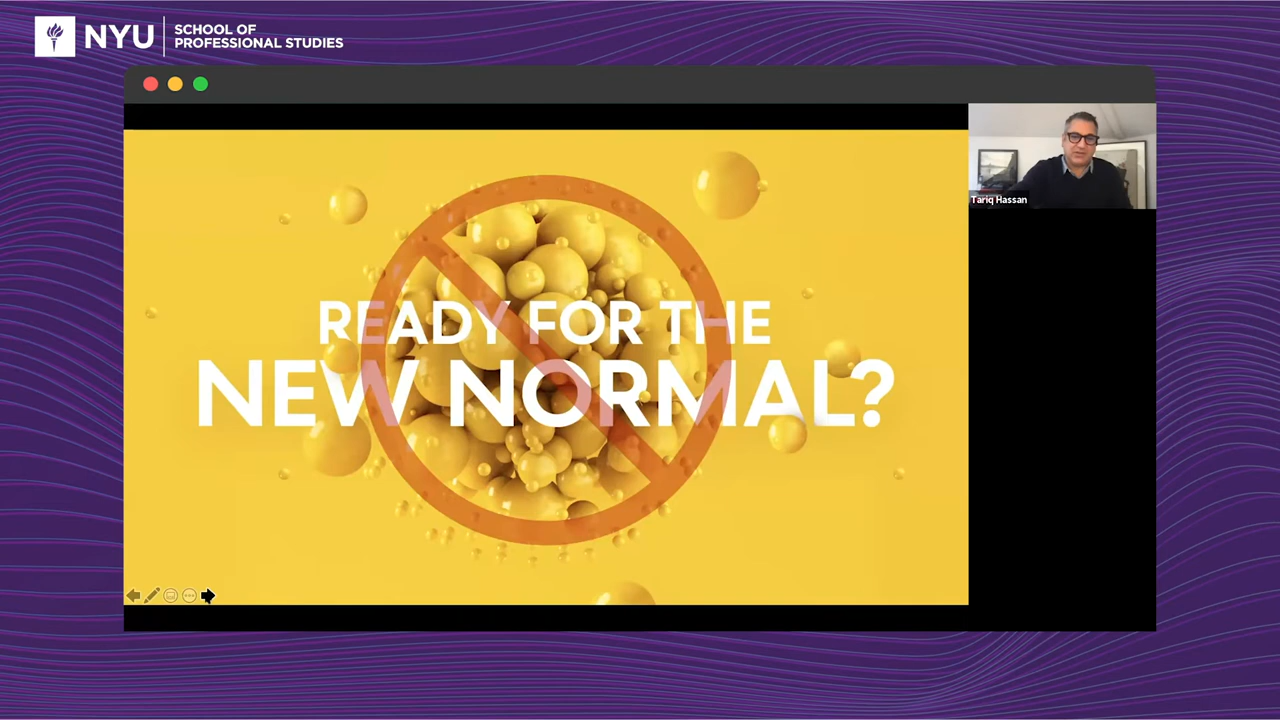 NYU
SCHOOL OF
PROFESSIONAL STUDIES
Tariq Hassan
READY FOR THE
NEW NORMAL?